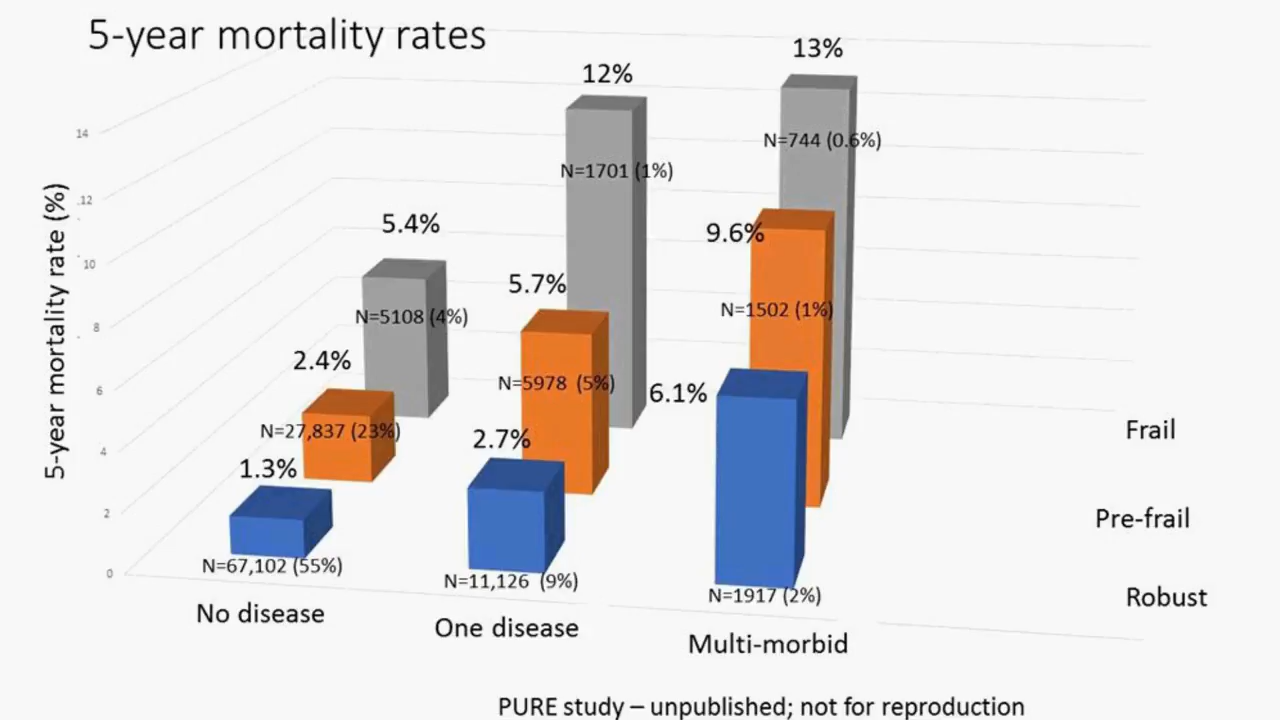 5-year mortality rates
13%
12%
14
N=744 (0.6%)
N=1701 (1%)
12
5.4%
9.6%
10
5.7%
N=5108 (4%)
N=1502 (1%)
8
2.4%
N=5978 (5%)
6.1%
6
N=27,837 (23%)
2.7%
Frail
4
1.3%
2
Pre-frail
N=67,102 (55%)
0
N=11,126 (9%)
N=1917 (2%)
Robust
5-year mortality rate (%)
No disease
One disease
Multi-morbid
PURE study – unpublished; not for reproduction